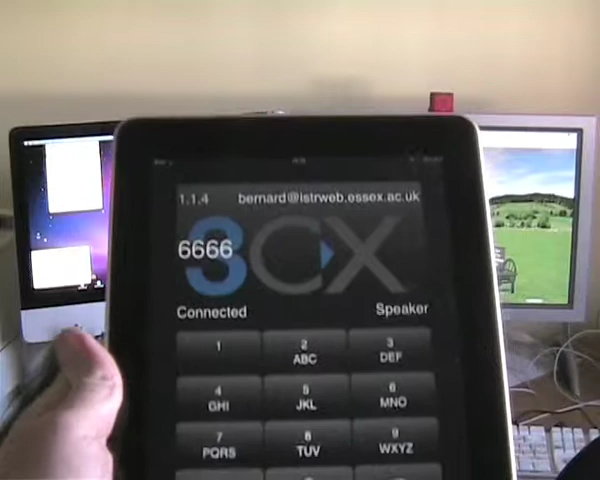 1.1.4 bernard@istrweb.essex.ac.uk
3CX
6666
Connected Speaker
1 2 3
ABC DEF
4 5 6
GHI JKL MNO
7 8 9
PQRS TUV WXYZ